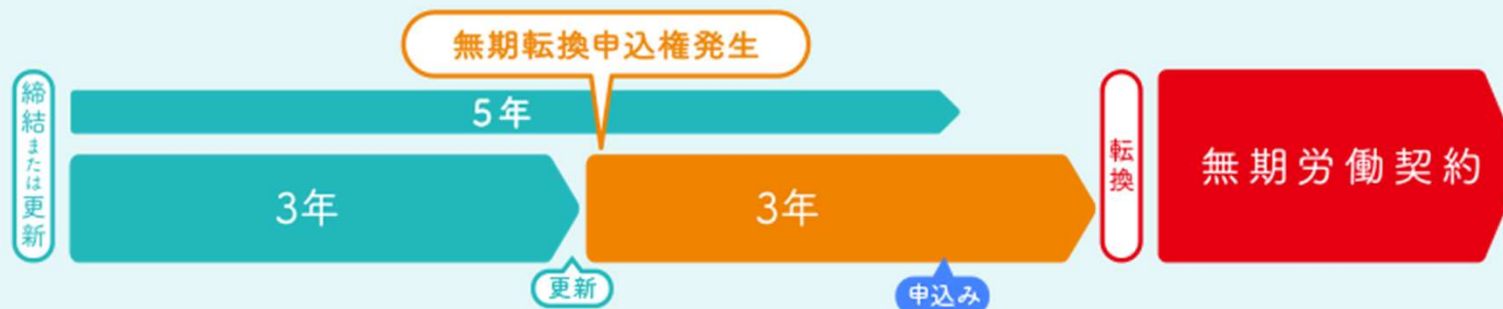 無期転換申込権発生
締結または更新
5年
3年
3年
転換
無期労働契約
更新
申込み